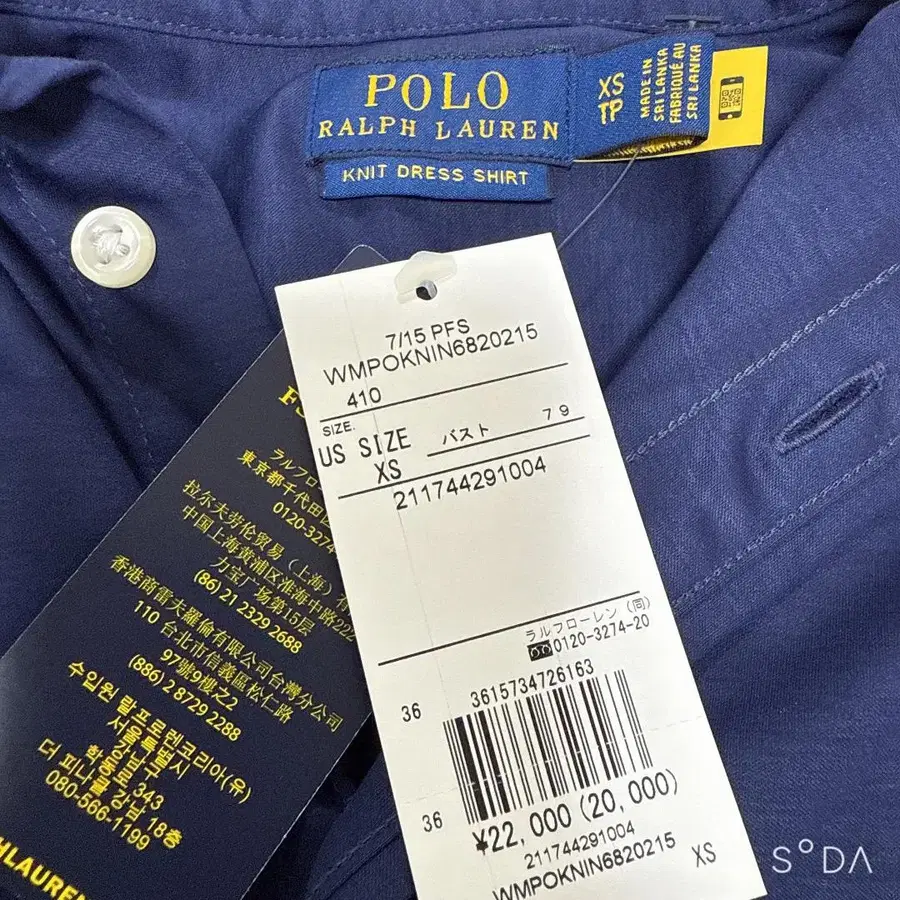 POLO
RALPH LAUREN
KNIT DRESS SHIRT
XS
TP
MADE IN
SRI LANKA
FABRIQUÉ AU
SRI LANKA
7/15 PFS
WMPOKNIN6820215
410
SIZE.
US SIZE
XS
バスト 79
211744291004
ラルフローレン (同)
0120-3274-20
3615734726163
36
36
¥22,000 (20,000)
211744291004
WMPOKNIN6820215
XS
ラルフロ
東京都千代田区
0120-3274
拉尔夫劳伦贸易（上海）有
中国上海黄浦区淮海中路222
力宝广场第15层
(86) 21 2329 2688
香港商雷夫羅倫有限公司台灣分公司
110 台北市信義區松仁路
97號9樓之2
(886) 2 8729 2288
수입원 랄프로렌코리아(유)
서울특별시
강남구
학동로 343
더 피나클강남 18층
080-566-1199
HLAUREN
SODA